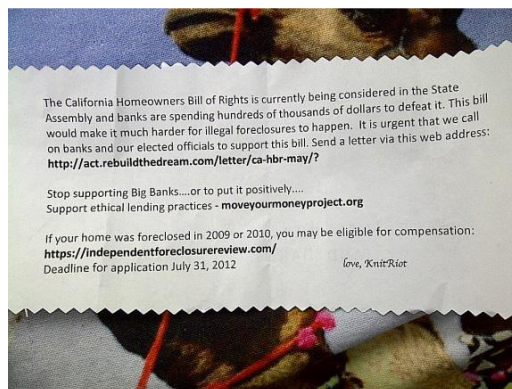 The California Homeowners Bill of Rights is currently being considered in the State
Assembly and banks are spending hundreds of thousands of dollars to defeat it. This bill
would make it much harder for illegal foreclosures to happen.  It is urgent that we call
on banks and our elected officials to support this bill. Send a letter via this web address:
http://act.rebuildthedream.com/letter/ca-hbr-may/?
Stop supporting Big Banks....or to put it positively....
Support ethical lending practices - moveyourmoneyproject.org
If your home was foreclosed in 2009 or 2010, you may be eligible for compensation:
https://independentforeclosurereview.com/
Deadline for application July 31, 2012
love, KnitRiot